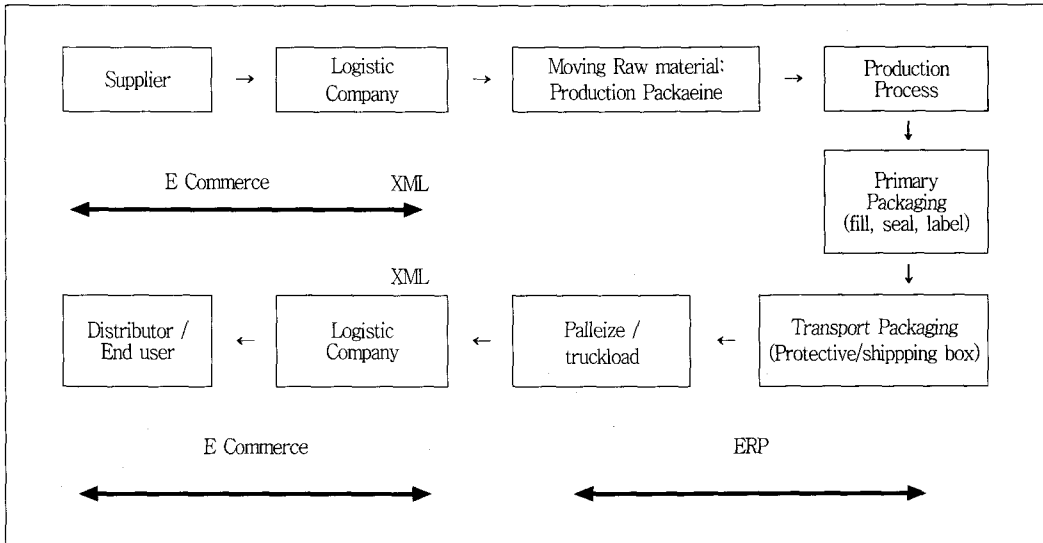 Supplier
→
Logistic
Company
→
Moving Raw material:
Production Packaeine
→
Production
Process
↓
Primary
Packaging
(fill, seal, label)
E Commerce
XML
↓
XML
Distributor /
End user
←
Logistic
Company
←
Palleize /
truckload
←
Transport Packaging
(Protective/shippping box)
E Commerce
ERP